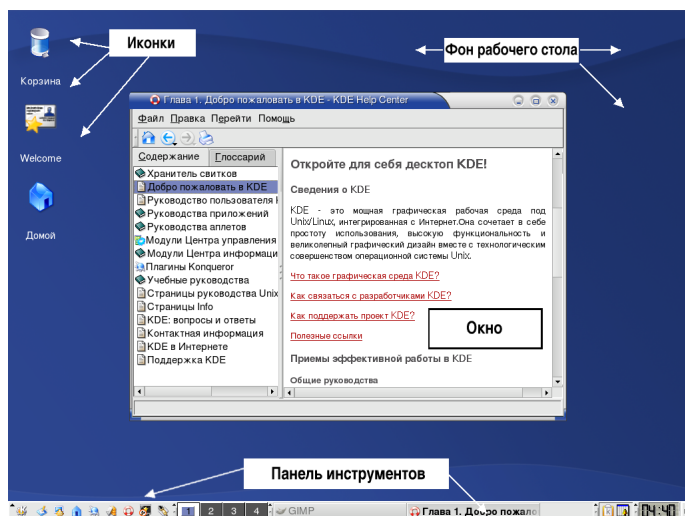 Иконки
Фон рабочего стола
Корзина
Welcome
Домой
Глава 1. Добро пожаловать в KDE - KDE Help Center
Файл Правка Перейти Помощь
Содержание Глоссарий
Хранитель свитков
Добро пожаловать в KDE
Руководство пользователя
Руководства приложений
Руководства аплетов
Модули Центра управления
Модули Центра информаци
Плагины Konqueror
Учебные руководства
Страницы руководства Unix
Страницы Info
KDE: вопросы и ответы
Контактная информация
KDE в Интернете
Поддержка KDE
Откройте для себя десктоп KDE!
Сведения о KDE
KDE - это мощная графическая рабочая среда под
Unix/Linux, интегрированная с Интернет.Она сочетает в себе
простоту использования, высокую функциональность и
великолепный графический дизайн вместе с технологическим
совершенством операционной системы Unix.
Что такое графическая среда KDE?
Как связаться с разработчиками KDE?
Как поддержать проект KDE?
Полезные ссылки
Окно
Приемы эффективной работы в KDE
Общие руководства
Панель инструментов
1 2 3 4
GIMP
Глава 1. Добро пожало
04:40